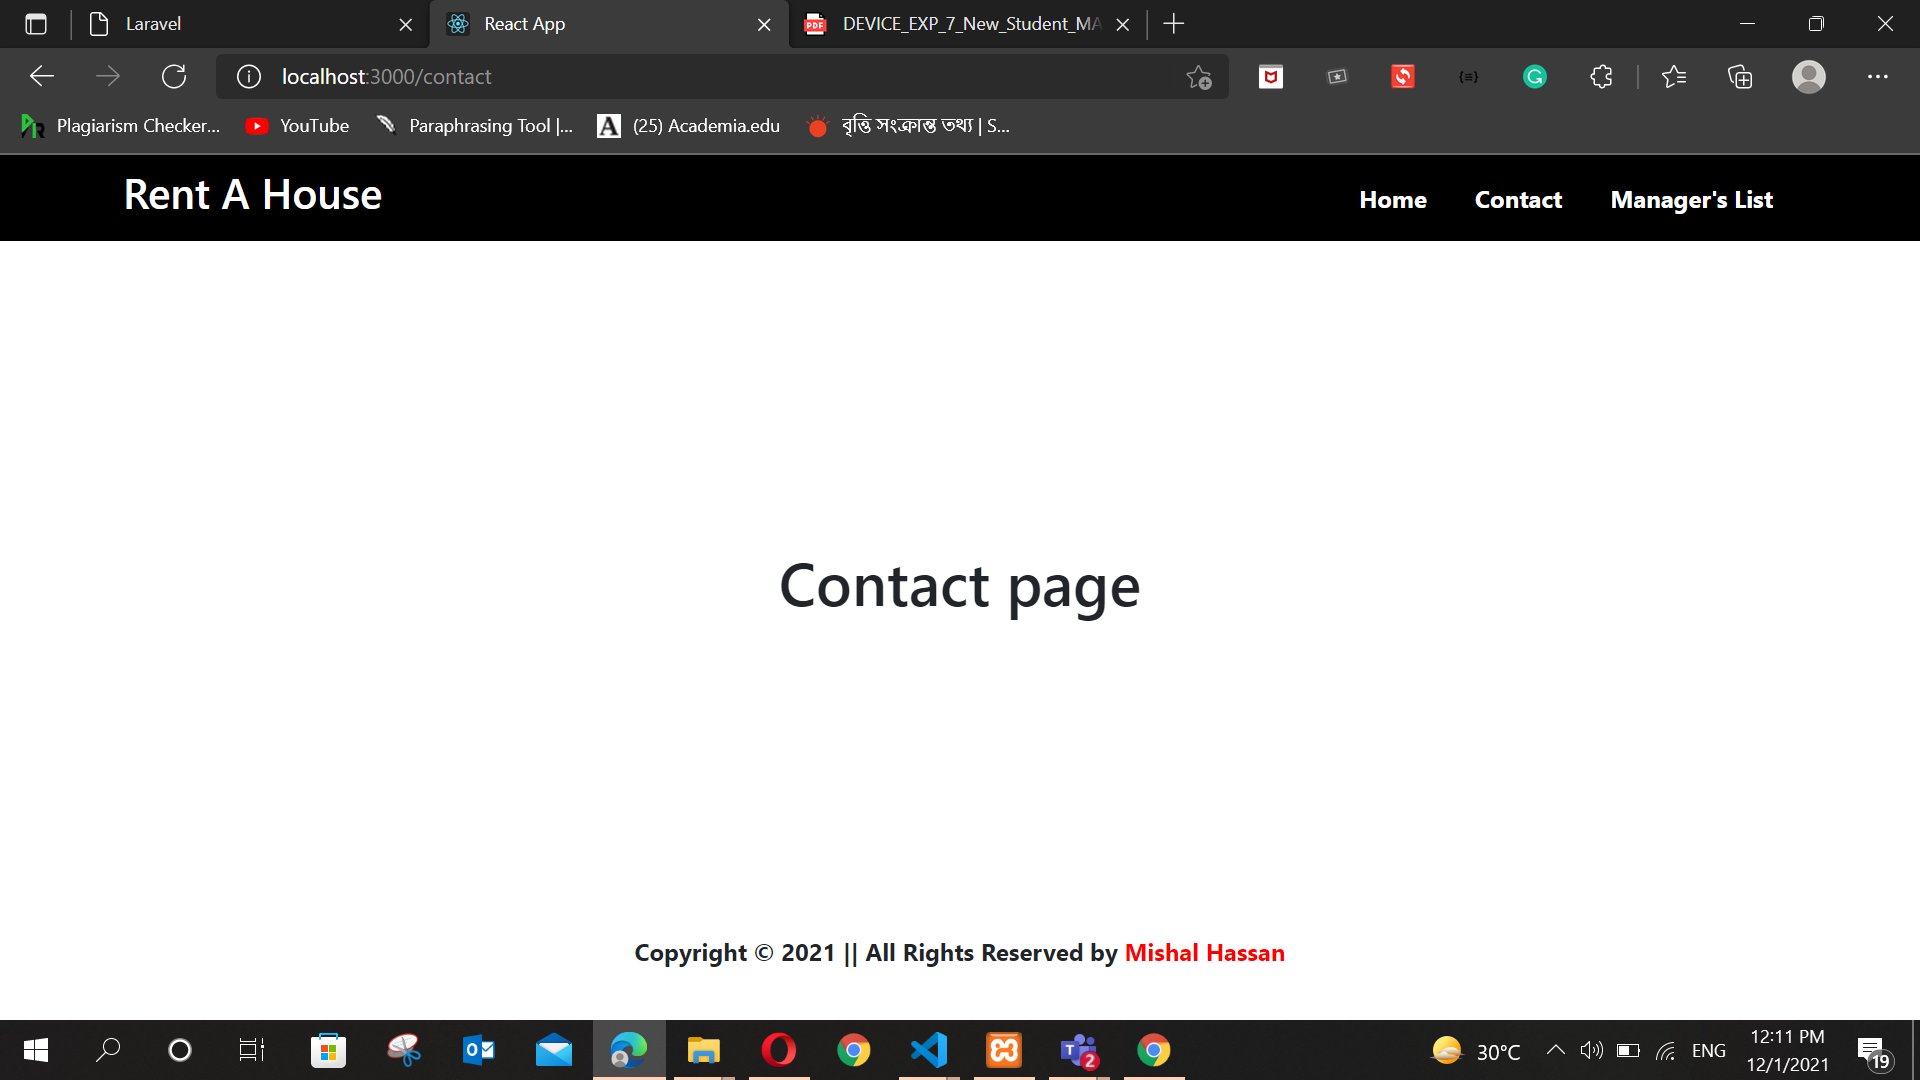 Laravel
React App
DEVICE_EXP_7_New_Student_MA
localhost:3000/contact
Plagiarism Checker...
YouTube
Paraphrasing Tool |...
(25) Academia.edu
বৃত্তি সংক্রান্ত তথ্য | S...
Rent A House
Home
Contact
Manager's List
Contact page
Copyright © 2021 || All Rights Reserved by Mishal Hassan
30°C
ENG
12:11 PM
12/1/2021
19
2